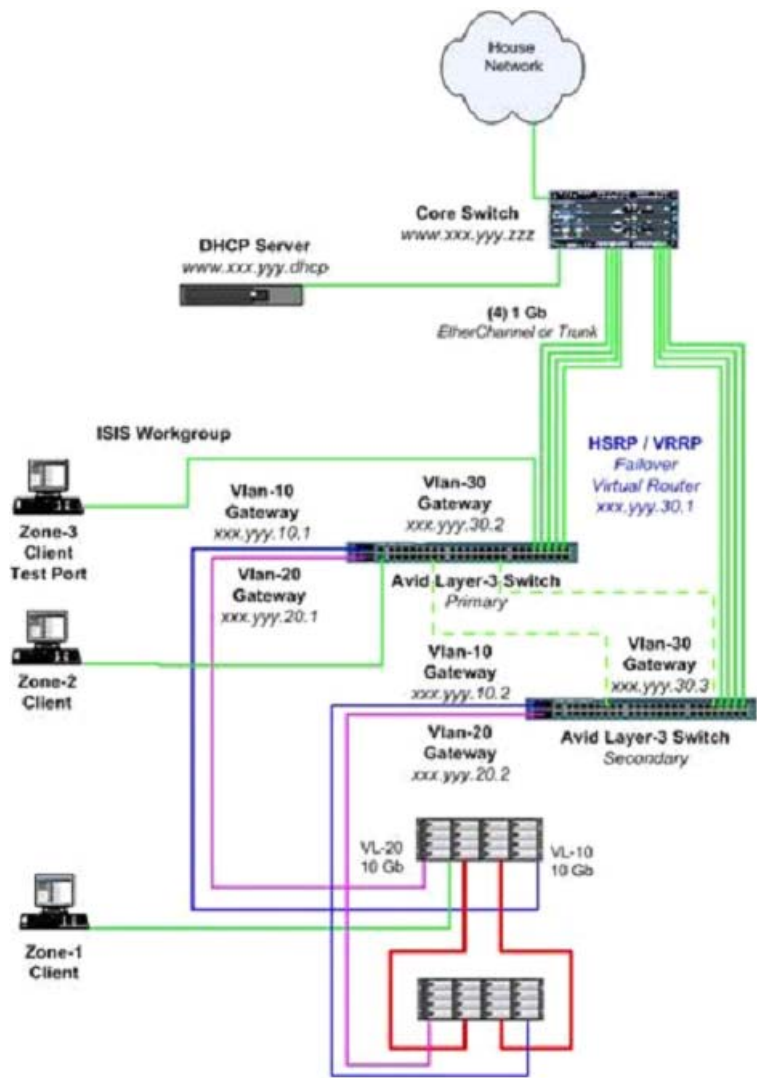 House
Network
Core Switch
www.xxx.yyy.zzz
DHCP Server
www.xxx.yyy.dhcp
(4) 1 Gb
EtherChannel or Trunk
ISIS Workgroup
HSRP / VRRP
Failover
Virtual Router
xxx.yyy.30.1
Zone-3
Client
Test Port
Vlan-10
Gateway
xxx.yyy.10.1
Vlan-30
Gateway
xxx.yyy.30.2
Vlan-20
Gateway
xxx.yyy.20.1
Avid Layer-3 Switch
Primary
Zone-2
Client
Vlan-10
Gateway
xxx.yyy.10.2
Vlan-30
Gateway
xxx.yyy.30.3
Vlan-20
Gateway
xxx.yyy.20.2
Avid Layer-3 Switch
Secondary
VL-20
10 Gb
VL-10
10 Gb
Zone-1
Client